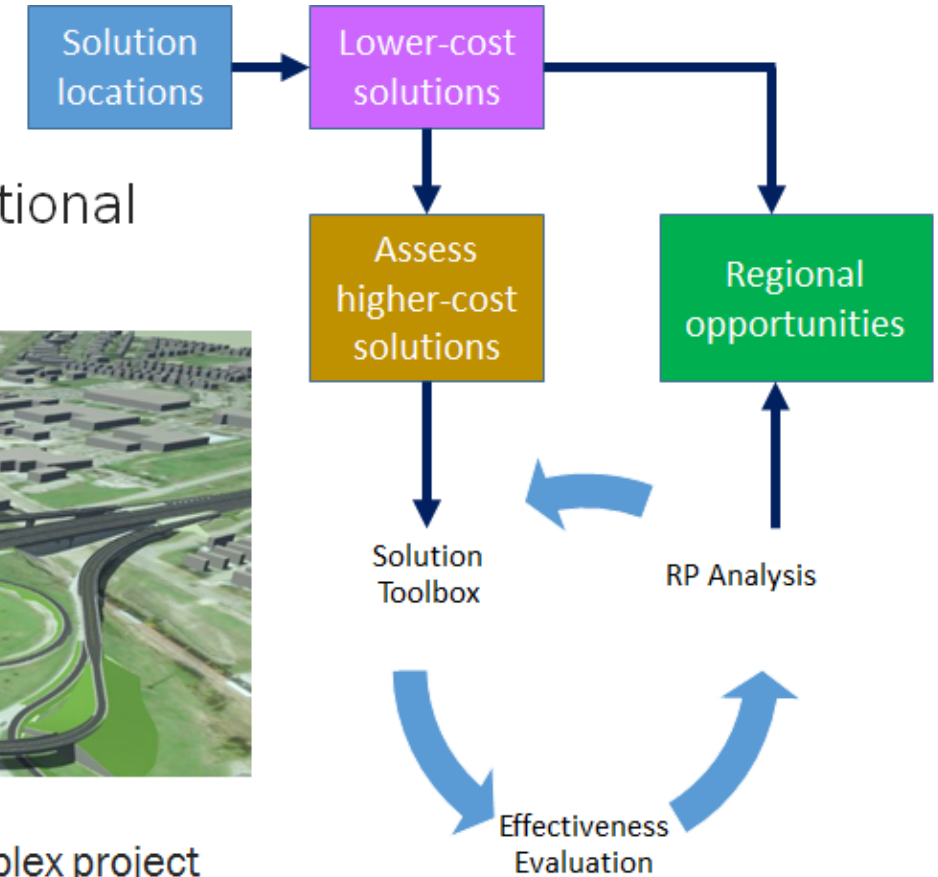 Solution
locations
Lower-cost
solutions
tional
Assess
higher-cost
solutions
Regional
opportunities
Solution
Toolbox
RP Analysis
Effectiveness
Evaluation
plex project